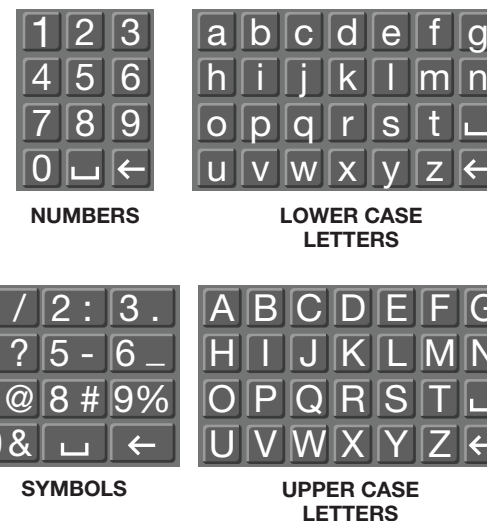 1 2 3
4 5 6
7 8 9
0 ␣ ←
NUMBERS
a b c d e f g
h i j k l m n
o p q r s t ␣
u v w x y z ←
LOWER CASE
LETTERS
/ 2 : 3 .
? 5 - 6 _
@ 8 # 9%
& ␣ ←
SYMBOLS
A B C D E F G
H I J K L M N
O P Q R S T ␣
U V W X Y Z ←
UPPER CASE
LETTERS